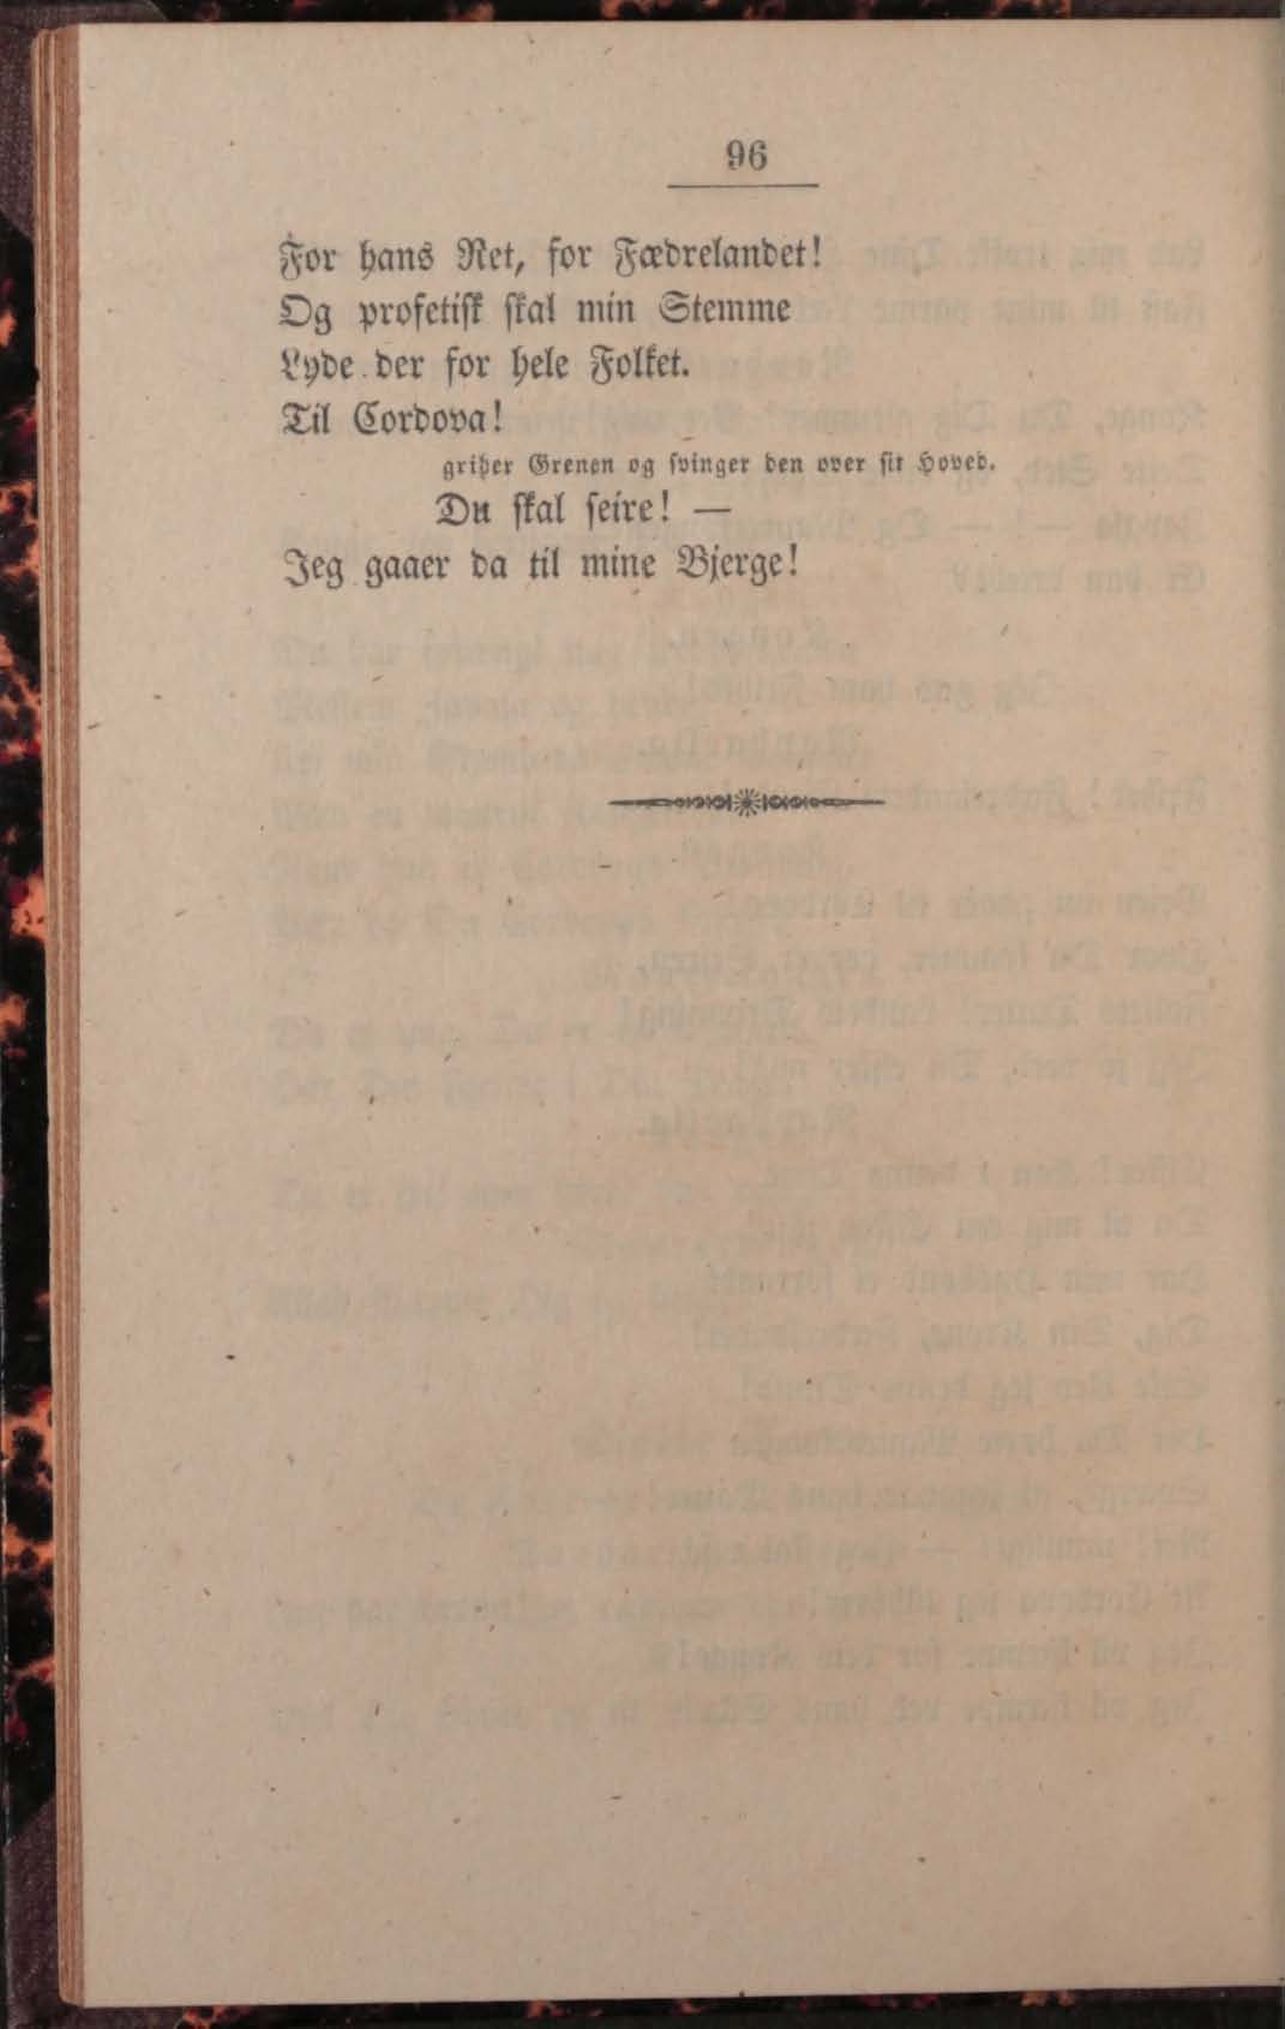 96
For hans Ret, for Fædrelandet!
Og profetisk skal min Stemme
Lyde der for hele Folket.
Til Cordova!
griber Grenen og svinger den over sit Hoved.
Du skal seire! —
Jeg gaaer da til mine Bjerge!